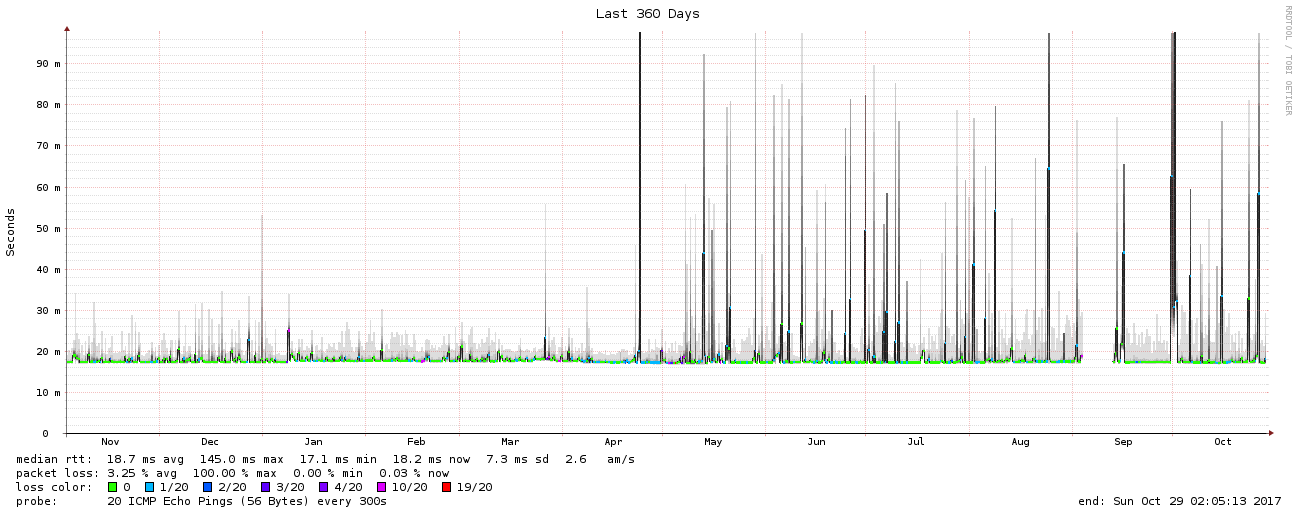 Last 360 Days
RRDTOOL / TOBI OETIKER
Seconds
90 m
80 m
70 m
60 m
50 m
40 m
30 m
20 m
10 m
0
Nov Dec Jan Feb Mar Apr May Jun Jul Aug Sep Oct
median rtt: 18.7 ms avg 145.0 ms max 17.1 ms min 18.2 ms now 7.3 ms sd 2.6 am/s
packet loss: 3.25 % avg 100.00 % max 0.00 % min 0.03 % now
loss color: 0 1/20 2/20 3/20 4/20 10/20 19/20
probe: 20 ICMP Echo Pings (56 Bytes) every 300s end: Sun Oct 29 02:05:13 2017